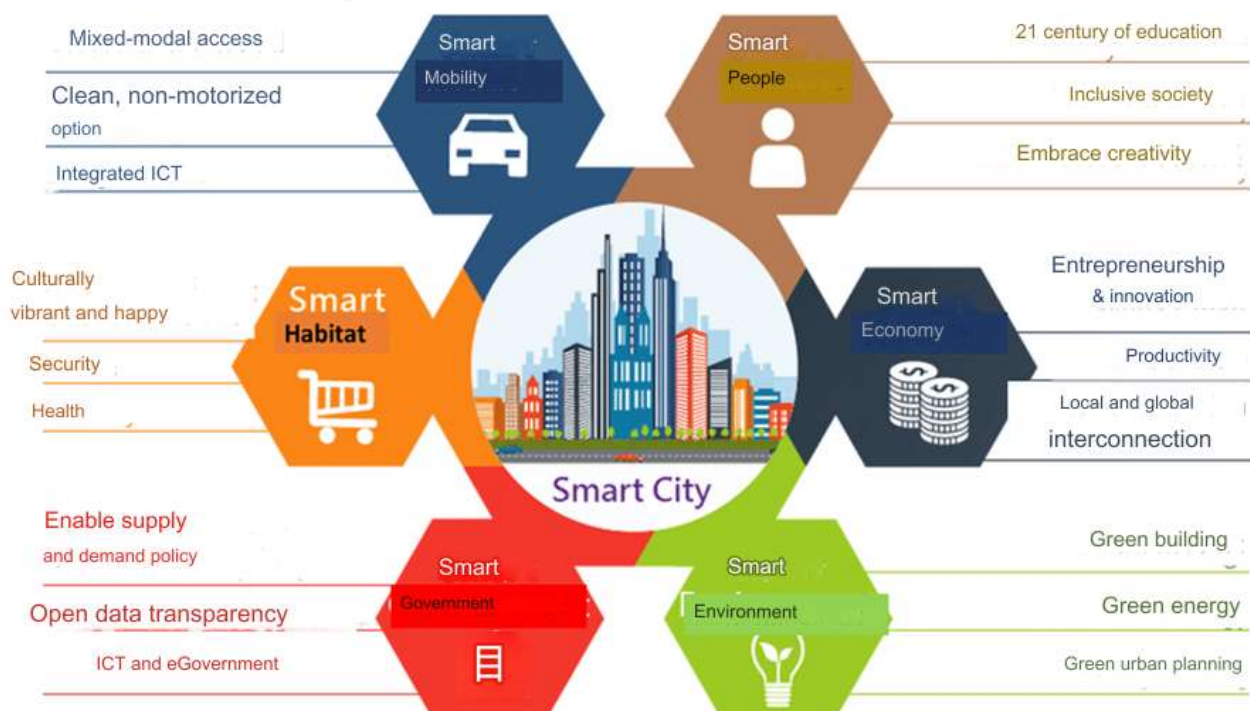 Mixed-modal access
Clean, non-motorized
option
Integrated ICT
Smart
Mobility
Smart
People
21 century of education
Inclusive society
Embrace creativity
Culturally
vibrant and happy
Security
Health
Smart
Habitat
Smart
Economy
Entrepreneurship
& innovation
Productivity
Local and global
interconnection
Smart City
Enable supply
and demand policy
Open data transparency
ICT and eGovernment
Smart
Government
Smart
Environment
Green building
Green energy
Green urban planning